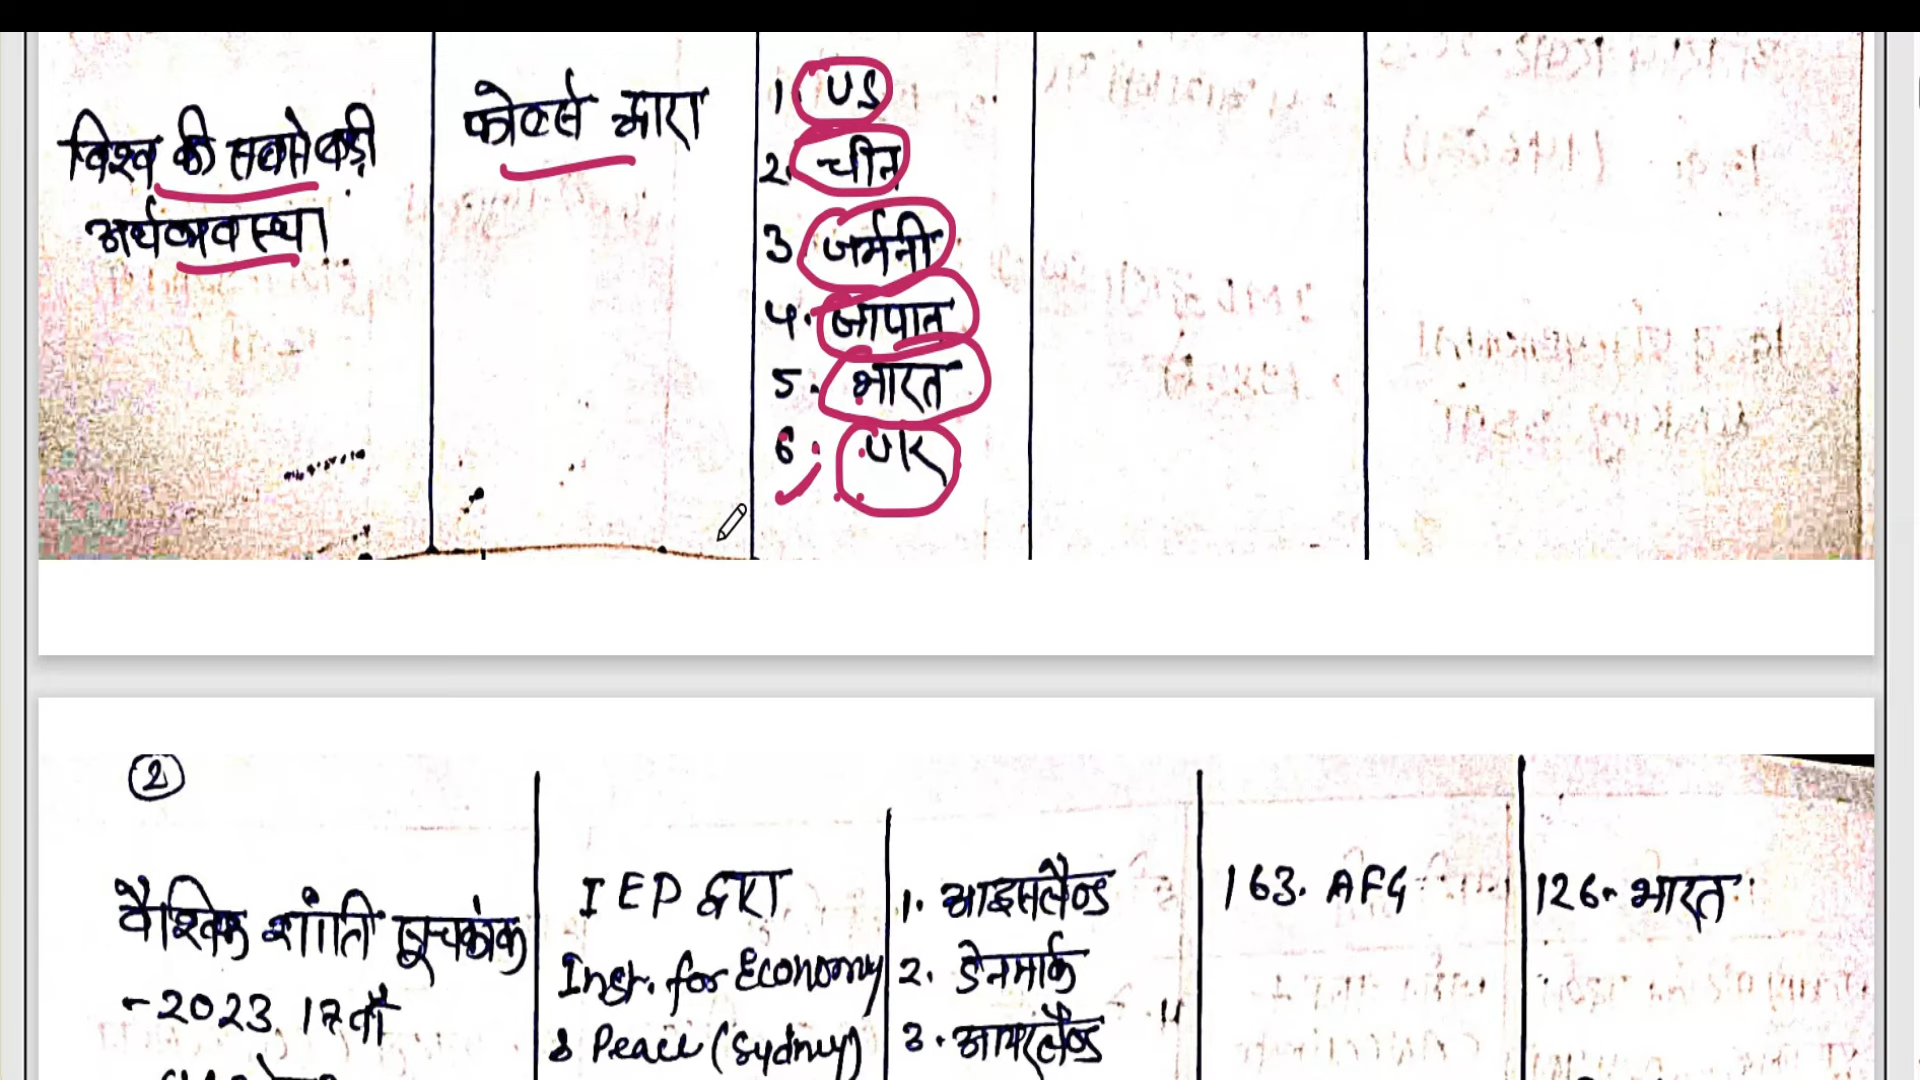 विश्व की सबसे बड़ी
अर्थव्यवस्था
फोर्ब्स द्वारा
1. US
2. चीन
3. जर्मनी
4. जापान
5. भारत
6. UK
2
वैश्विक शांति सूचकांक
-2023 17वाँ
IEP द्वारा
Inst. for Economy
& Peace (Sydney)
1. आइसलैण्ड
2. डेनमार्क
3. आयरलैण्ड
163. AFG
126. भारत